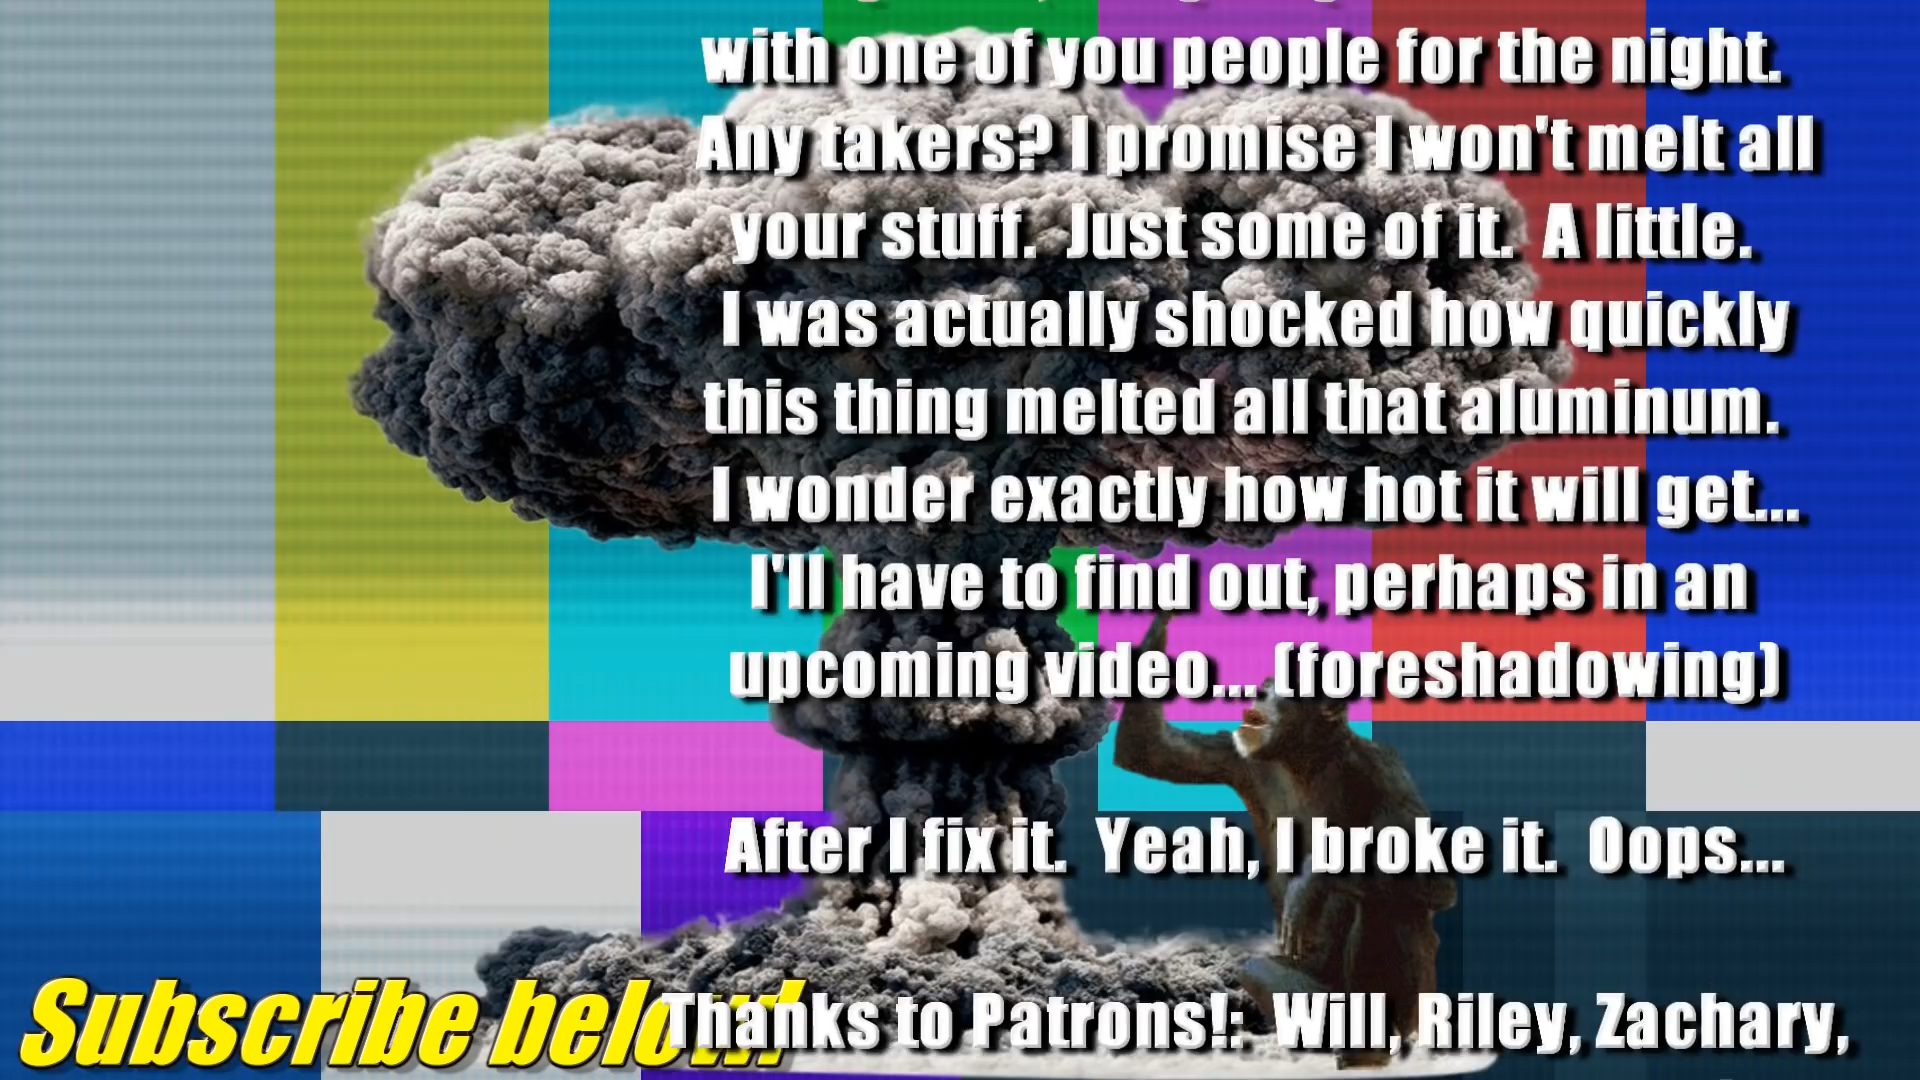 with one of you people for the night.
Any takers? I promise I won't melt all
your stuff.  Just some of it.  A little.
I was actually shocked how quickly
this thing melted all that aluminum.
I wonder exactly how hot it will get...
I'll have to find out, perhaps in an
upcoming video... (foreshadowing)
After I fix it.  Yeah, I broke it.  Oops...
Subscribe below!
Thanks to Patrons!:  Will, Riley, Zachary,